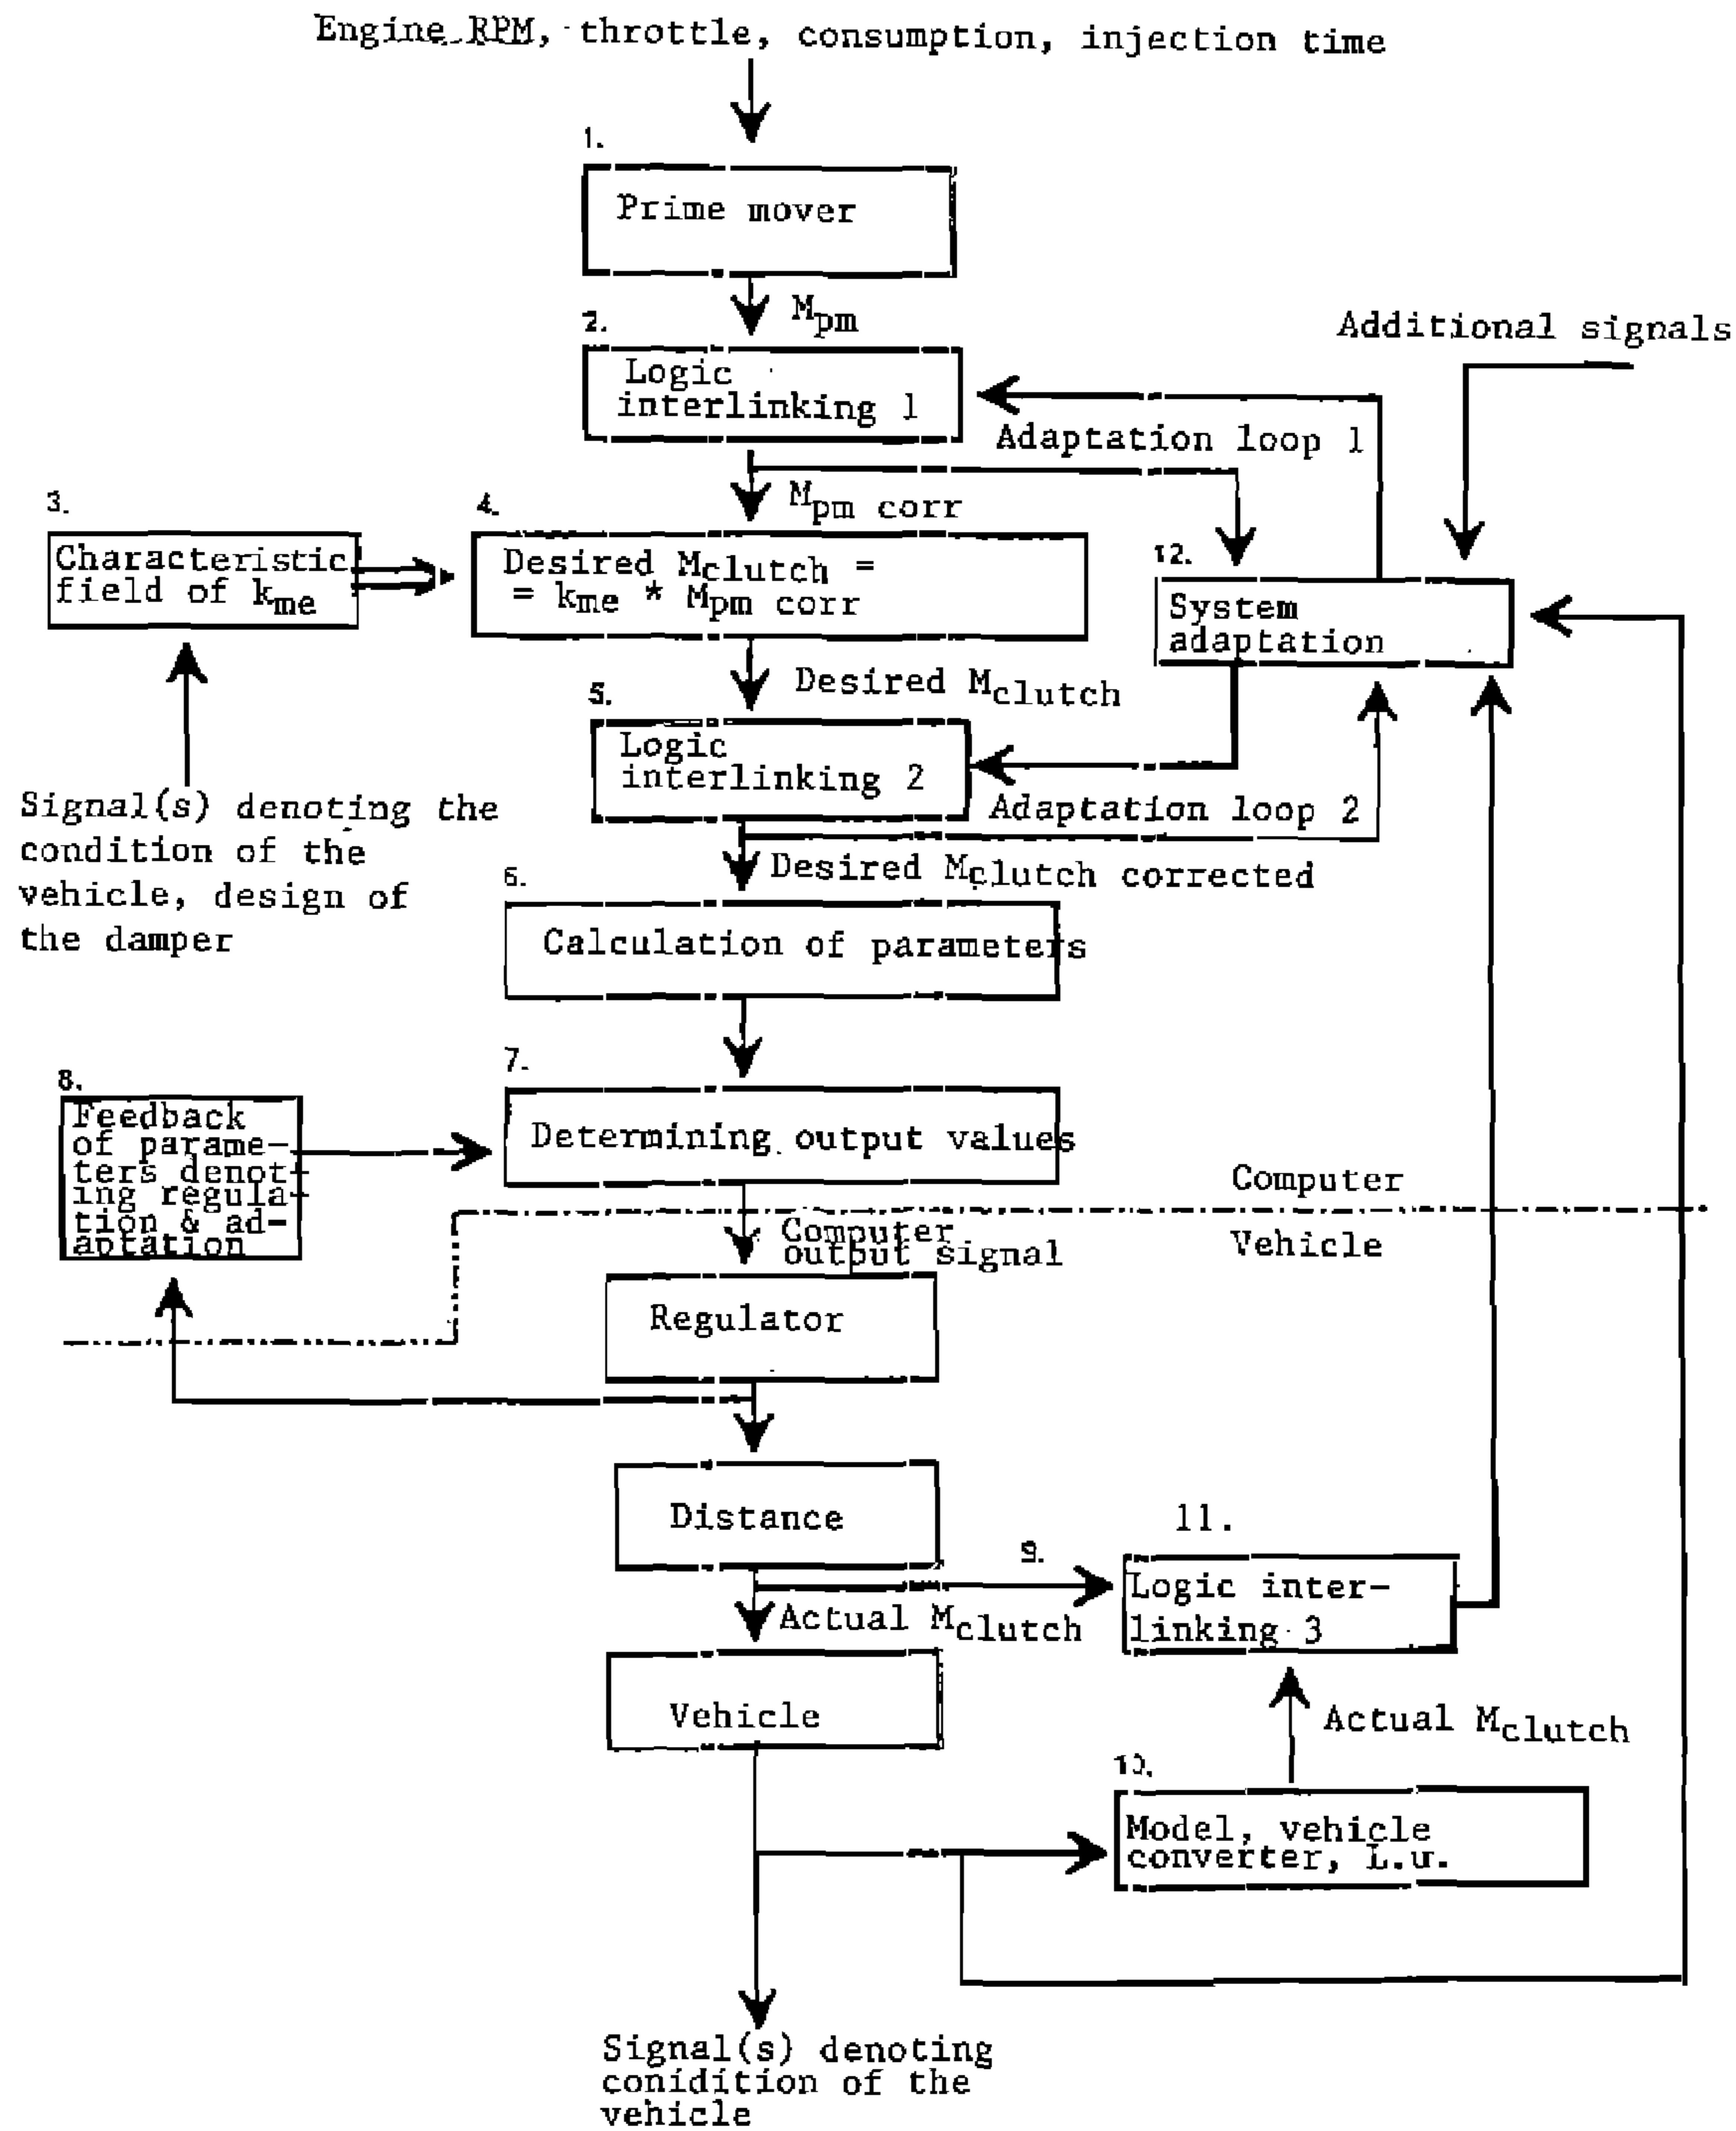 Engine RPM, throttle, consumption, injection time
1.
Prime mover
Mpm
2.
Logic
interlinking 1
Additional signals
Adaptation loop 1
Mpm corr
3.
Characteristic
field of kme
4.
Desired Mclutch =
= kme * Mpm corr
12.
System
adaptation
Desired Mclutch
5.
Logic
interlinking 2
Adaptation loop 2
Signal(s) denoting the
condition of the
vehicle, design of
the damper
Desired Mclutch corrected
6.
Calculation of parameters
7.
Determining output values
8.
Feedback
of parame-
ters denot-
ing regula-
tion & ad-
aptation
Computer
Vehicle
Computer
output signal
Regulator
Distance
9.
11.
Logic inter-
linking 3
Actual Mclutch
Vehicle
Actual Mclutch
10.
Model, vehicle
converter, L.u.
Signal(s) denoting
conidition of the
vehicle